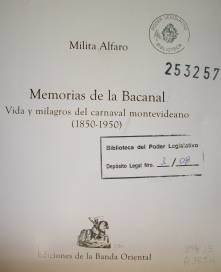 Milita Alfaro
BIBLIOTECA
253257
Memorias de la Bacanal
Vida y milagros del carnaval montevideano
(1850-1950)
Biblioteca del Poder Legislativo
Depósito Legal Nro. 3 / 08
Ediciones de la Banda Oriental